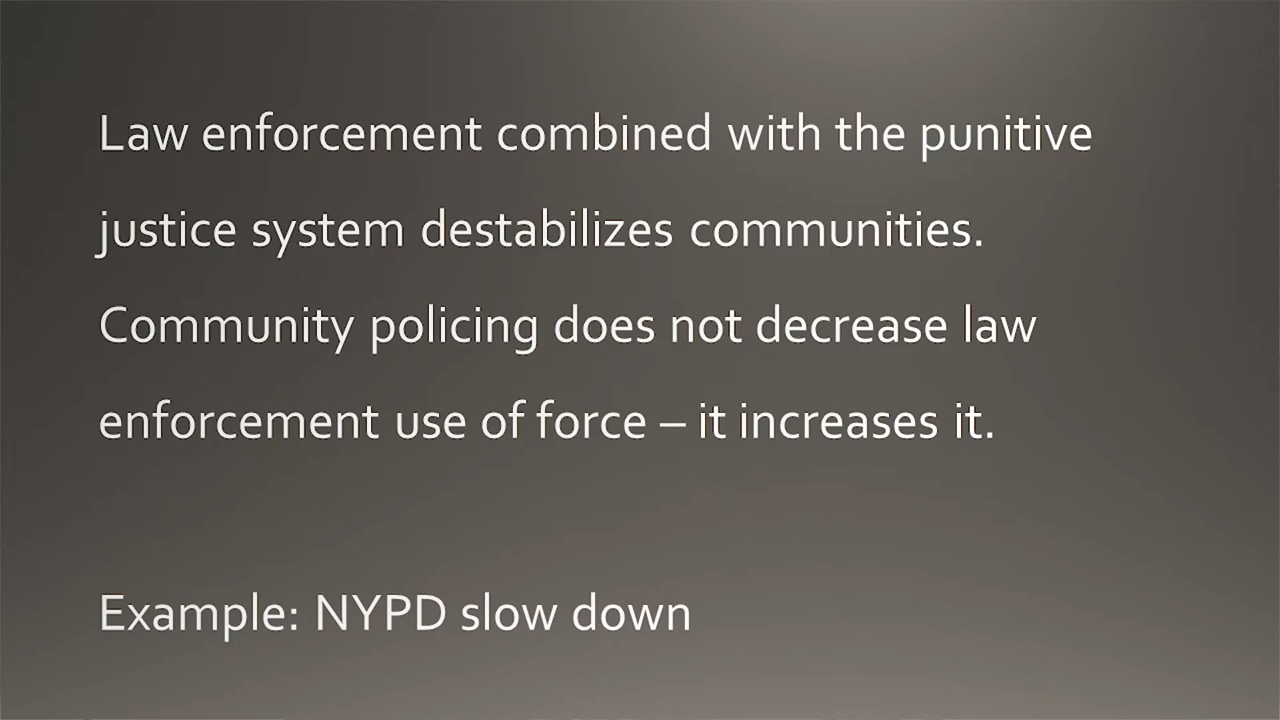 Law enforcement combined with the punitive
justice system destabilizes communities.
Community policing does not decrease law
enforcement use of force – it increases it.
Example: NYPD slow down